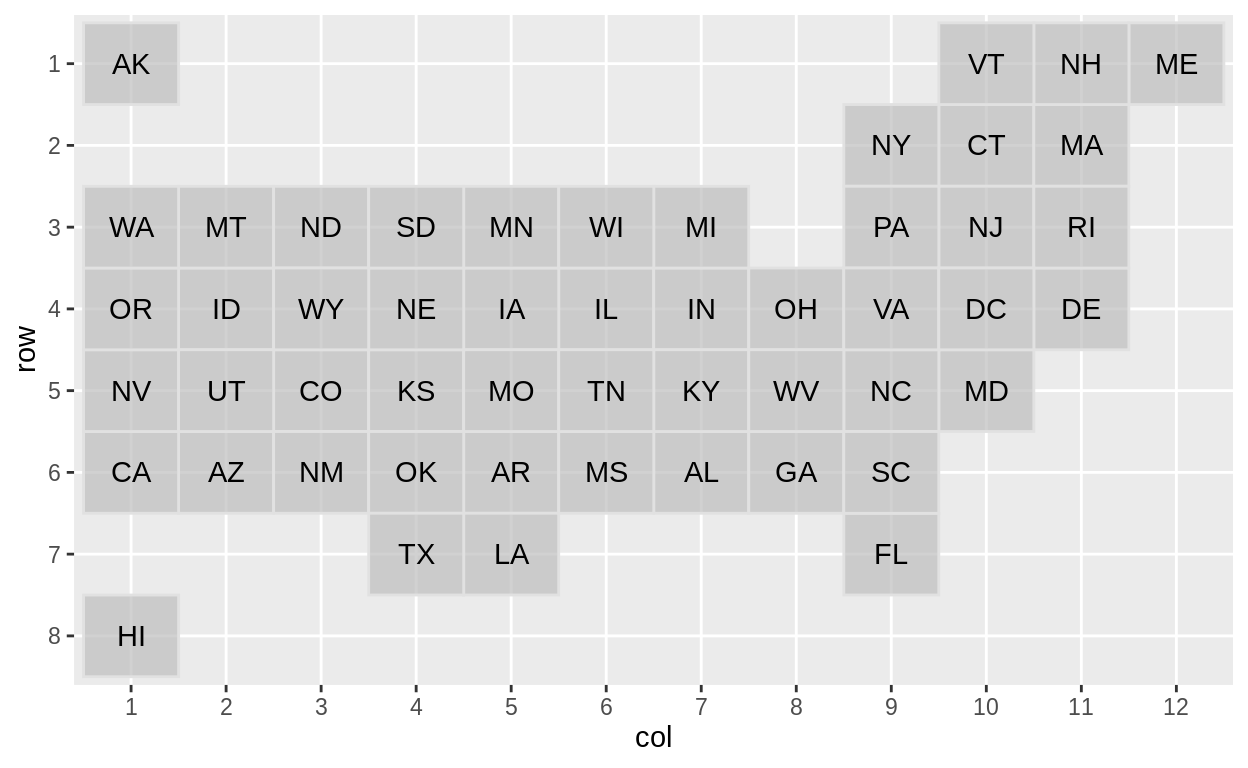 1 AK VT NH ME
2 NY CT MA
3 WA MT ND SD MN WI MI PA NJ RI
4 OR ID WY NE IA IL IN OH VA DC DE
row
5 NV UT CO KS MO TN KY WV NC MD
6 CA AZ NM OK AR MS AL GA SC
7 TX LA FL
8 HI
1 2 3 4 5 6 7 8 9 10 11 12
col